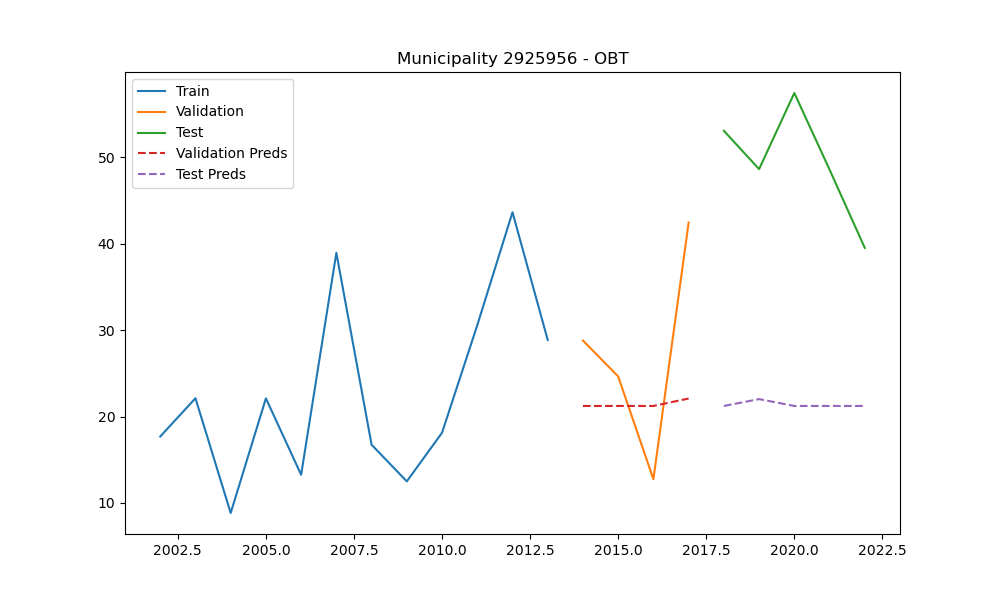 Municipality 2925956 - OBT
Train
Validation
Test
Validation Preds
Test Preds
50
40
30
20
10
2002.5 2005.0 2007.5 2010.0 2012.5 2015.0 2017.5 2020.0 2022.5